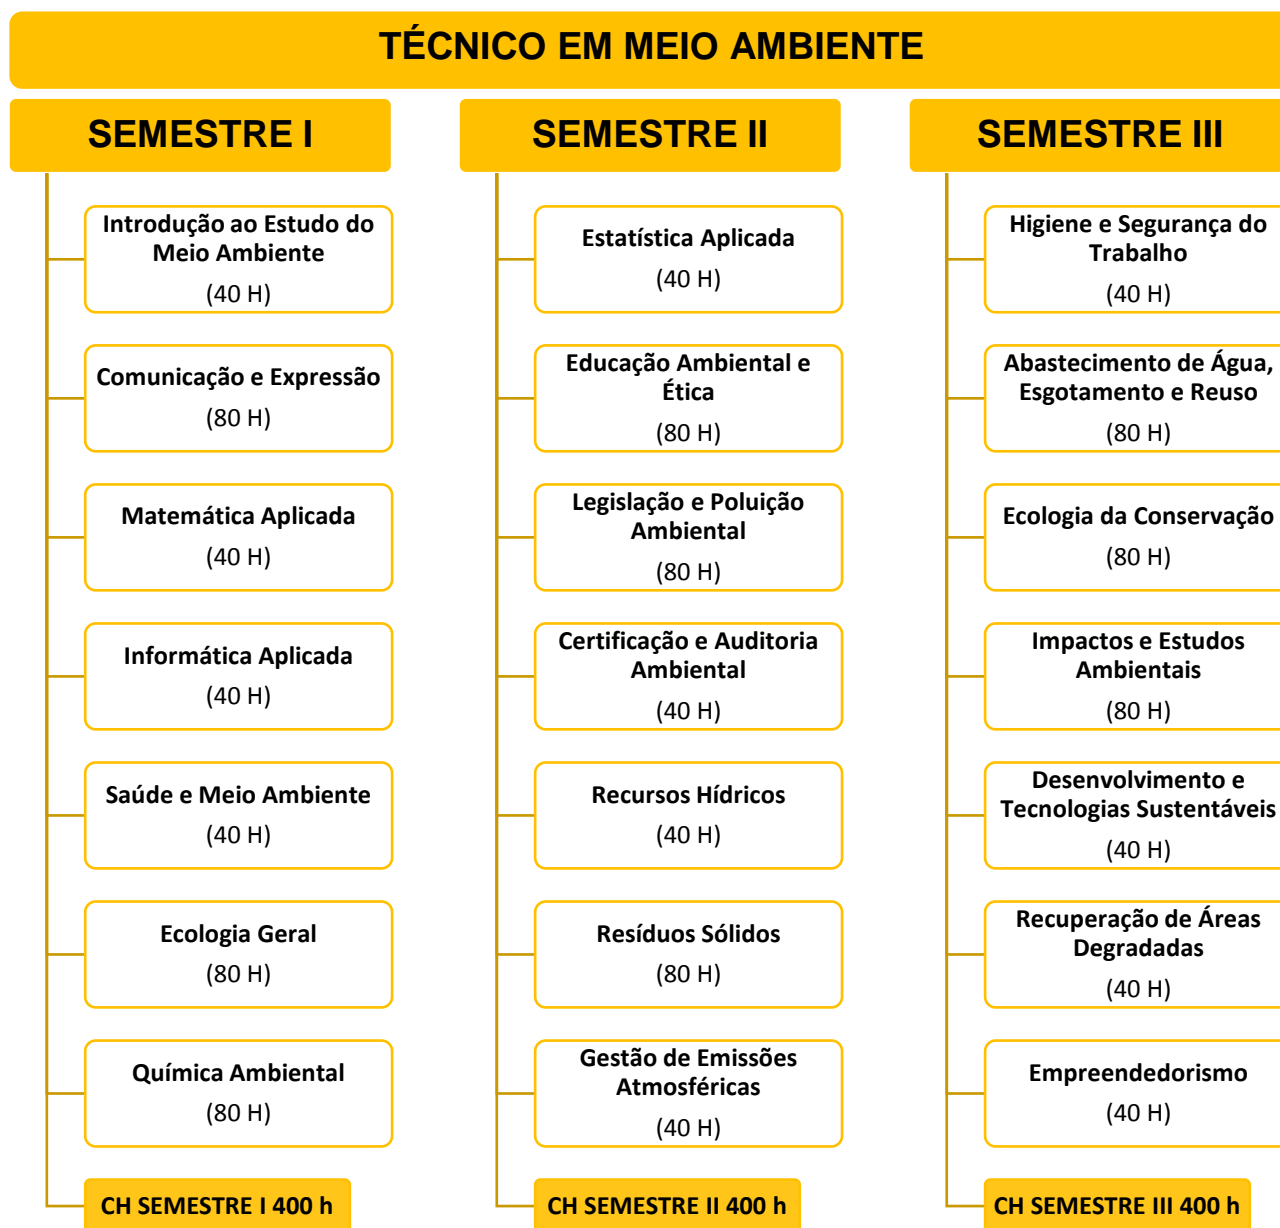 TÉCNICO EM MEIO AMBIENTE
SEMESTRE I
Introdução ao Estudo do
Meio Ambiente
(40 H)
Comunicação e Expressão
(80 H)
Matemática Aplicada
(40 H)
Informática Aplicada
(40 H)
Saúde e Meio Ambiente
(40 H)
Ecologia Geral
(80 H)
Química Ambiental
(80 H)
CH SEMESTRE I 400 h
SEMESTRE II
Estatística Aplicada
(40 H)
Educação Ambiental e
Ética
(80 H)
Legislação e Poluição
Ambiental
(80 H)
Certificação e Auditoria
Ambiental
(40 H)
Recursos Hídricos
(40 H)
Resíduos Sólidos
(80 H)
Gestão de Emissões
Atmosféricas
(40 H)
CH SEMESTRE II 400 h
SEMESTRE III
Higiene e Segurança do
Trabalho
(40 H)
Abastecimento de Água,
Esgotamento e Reuso
(80 H)
Ecologia da Conservação
(80 H)
Impactos e Estudos
Ambientais
(80 H)
Desenvolvimento e
Tecnologias Sustentáveis
(40 H)
Recuperação de Áreas
Degradadas
(40 H)
Empreendedorismo
(40 H)
CH SEMESTRE III 400 h